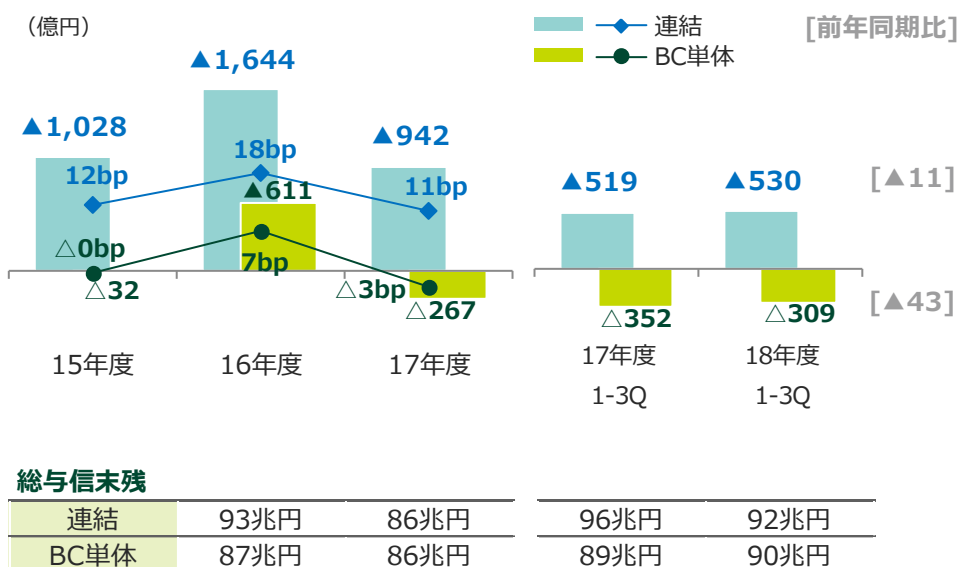 （億円）
連結
BC単体
[前年同期比]
▲1,028
▲1,644
▲942
▲519
▲530
[▲11]
12bp
18bp
11bp
▲611
△0bp
7bp
△3bp
△32
△267
△352
△309
[▲43]
15年度
16年度
17年度
17年度
1-3Q
18年度
1-3Q
総与信末残
連結 93兆円 86兆円 96兆円 92兆円
BC単体 87兆円 86兆円 89兆円 90兆円